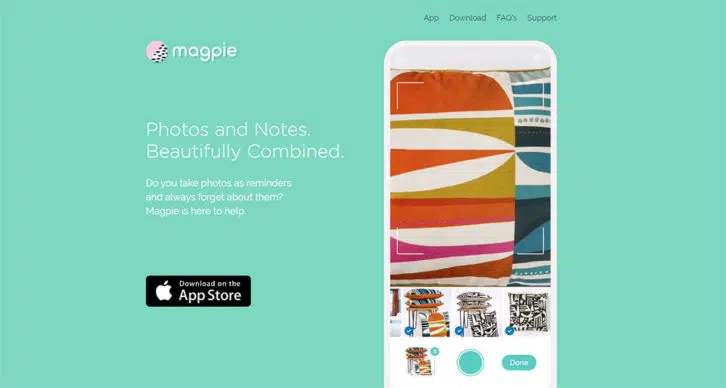 App
Download
FAQ's
Support
magpie
Photos and Notes.
Beautifully Combined.
Do you take photos as reminders
and always forget about them?
Magpie is here to help.
Download on the
App Store
3
Done